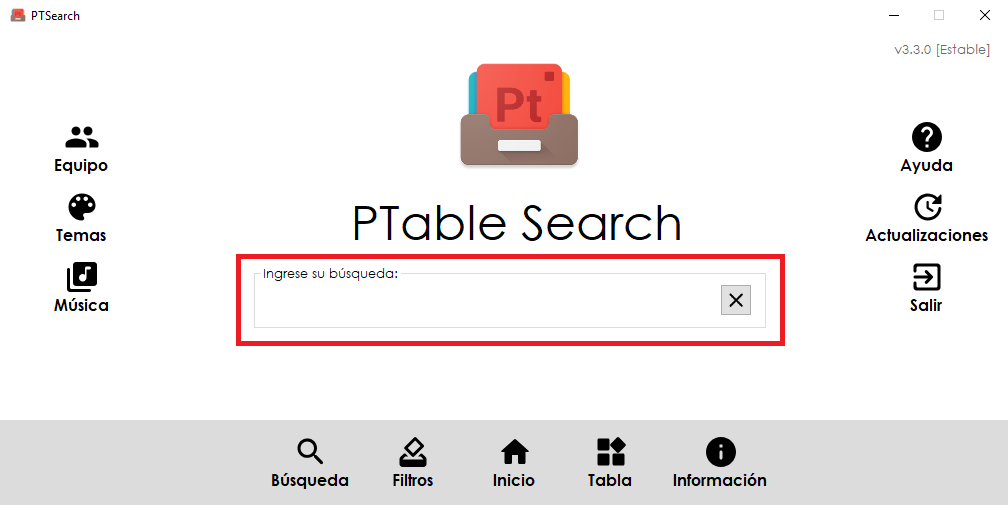 PTSearch
v3.3.0 [Estable]
Pt
Equipo
Ayuda
Temas
PTable Search
Actualizaciones
Ingrese su búsqueda:
Música
Salir
Búsqueda
Filtros
Inicio
Tabla
Información